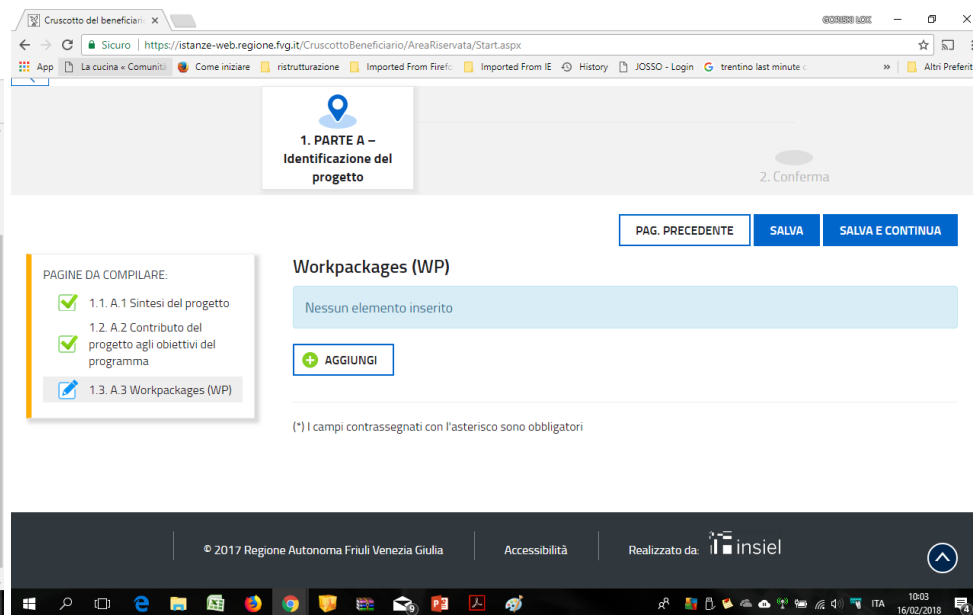 Cruscotto del beneficiari
Sicuro | https://istanze-web.regione.fvg.it/CruscottoBeneficiario/AreaRiservata/Start.aspx
App La cucina « Comunità Come iniziare ristrutturazione Imported From Firefo Imported From IE History JOSSO - Login trentino last minute c » Altri Preferit
1. PARTE A –
Identificazione del
progetto
2. Conferma
PAG. PRECEDENTE SALVA SALVA E CONTINUA
PAGINE DA COMPILARE:
1.1. A.1 Sintesi del progetto
1.2. A.2 Contributo del
progetto agli obiettivi del
programma
1.3. A.3 Workpackages (WP)
Workpackages (WP)
Nessun elemento inserito
AGGIUNGI
(*) I campi contrassegnati con l'asterisco sono obbligatori
© 2017 Regione Autonoma Friuli Venezia Giulia
Accessibilità
Realizzato da: insiel
ITA
10:03
16/02/2018